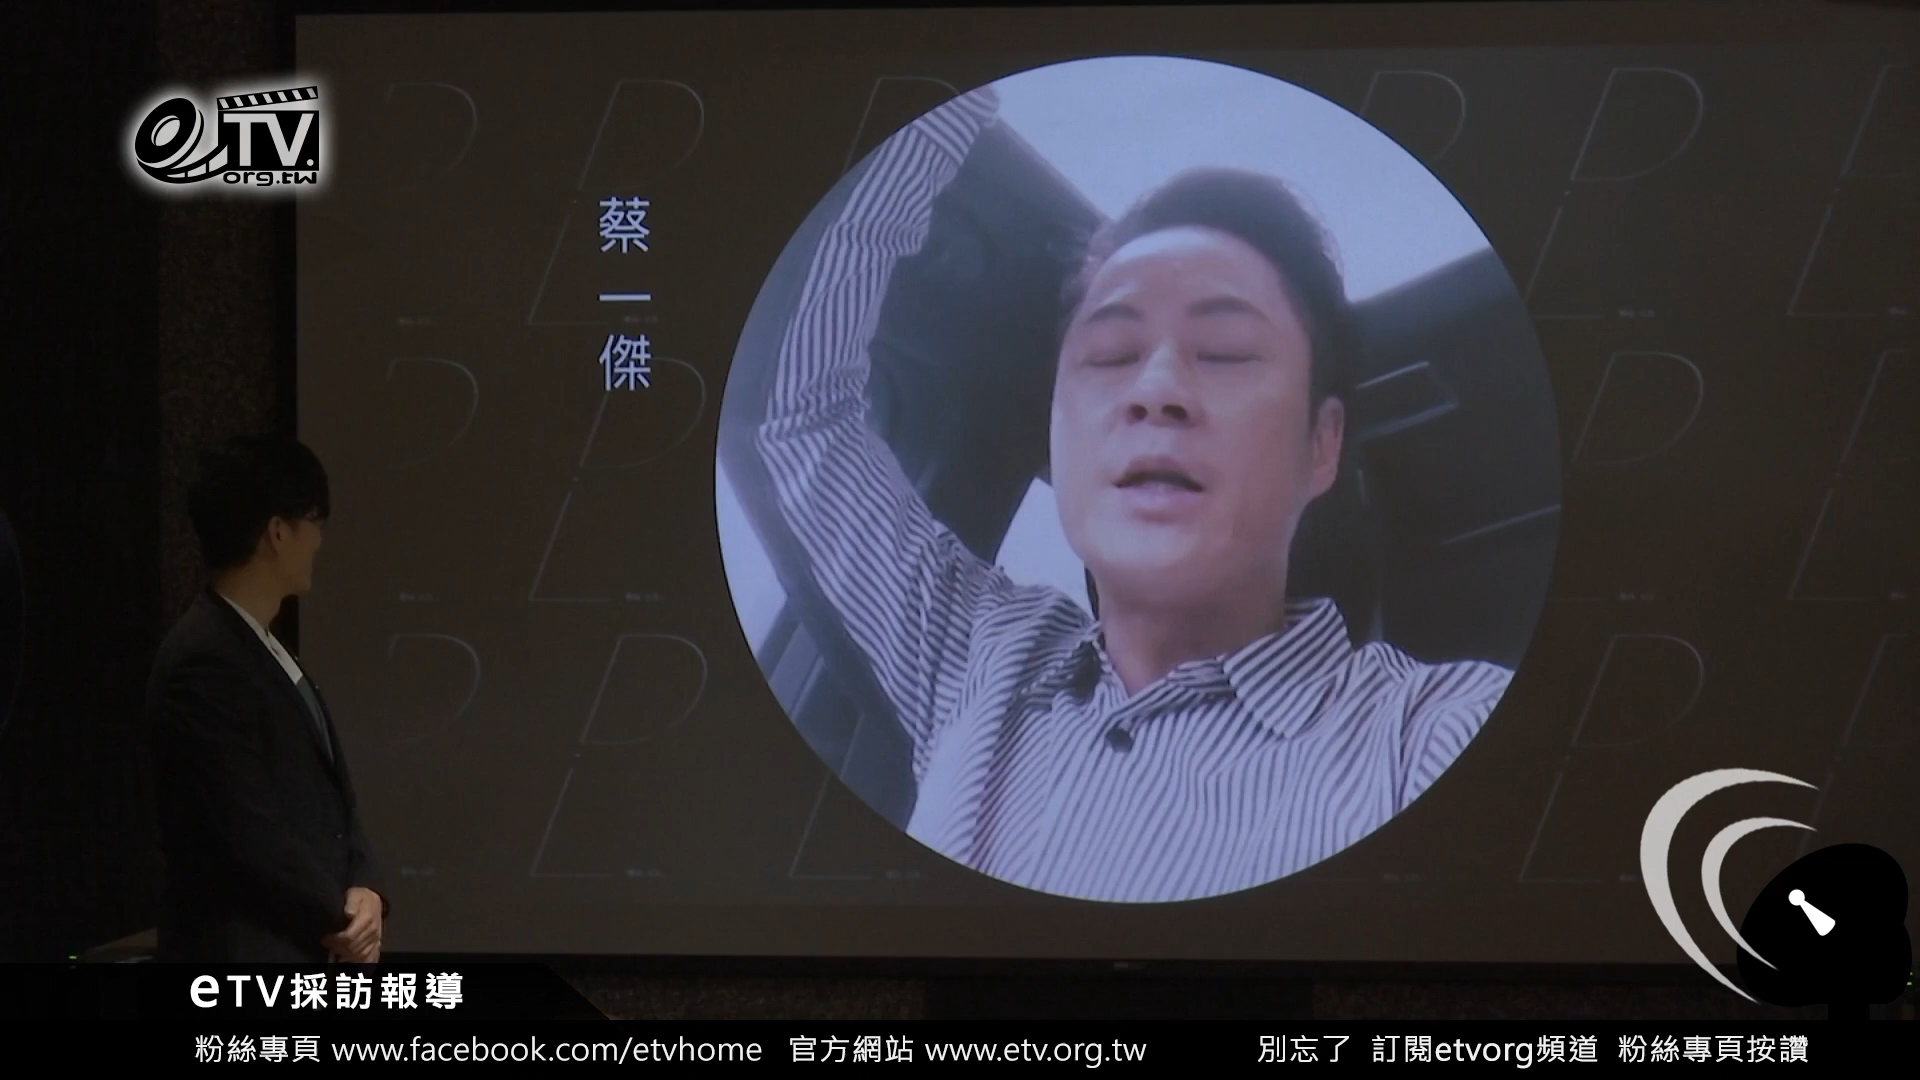 eTV.
org.tw
蔡一傑
eTV採訪報導
粉絲專頁 www.facebook.com/etvhome 官方網站 www.etv.org.tw 別忘了 訂閱etvorg頻道 粉絲專頁按讚